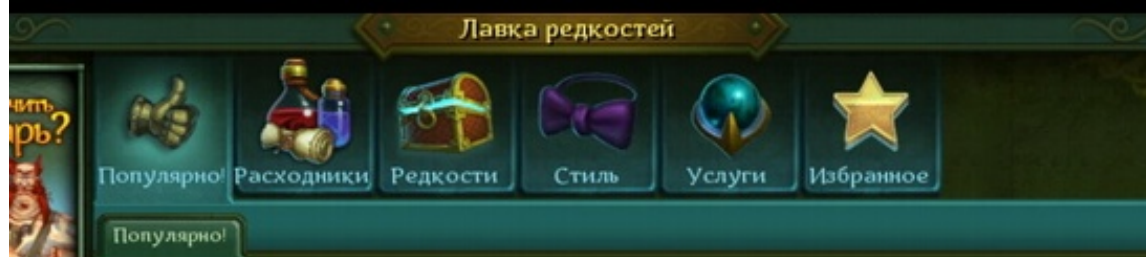 Лавка редкостей
Популярно!
Расходники
Редкости
Стиль
Услуги
Избранное
Популярно!